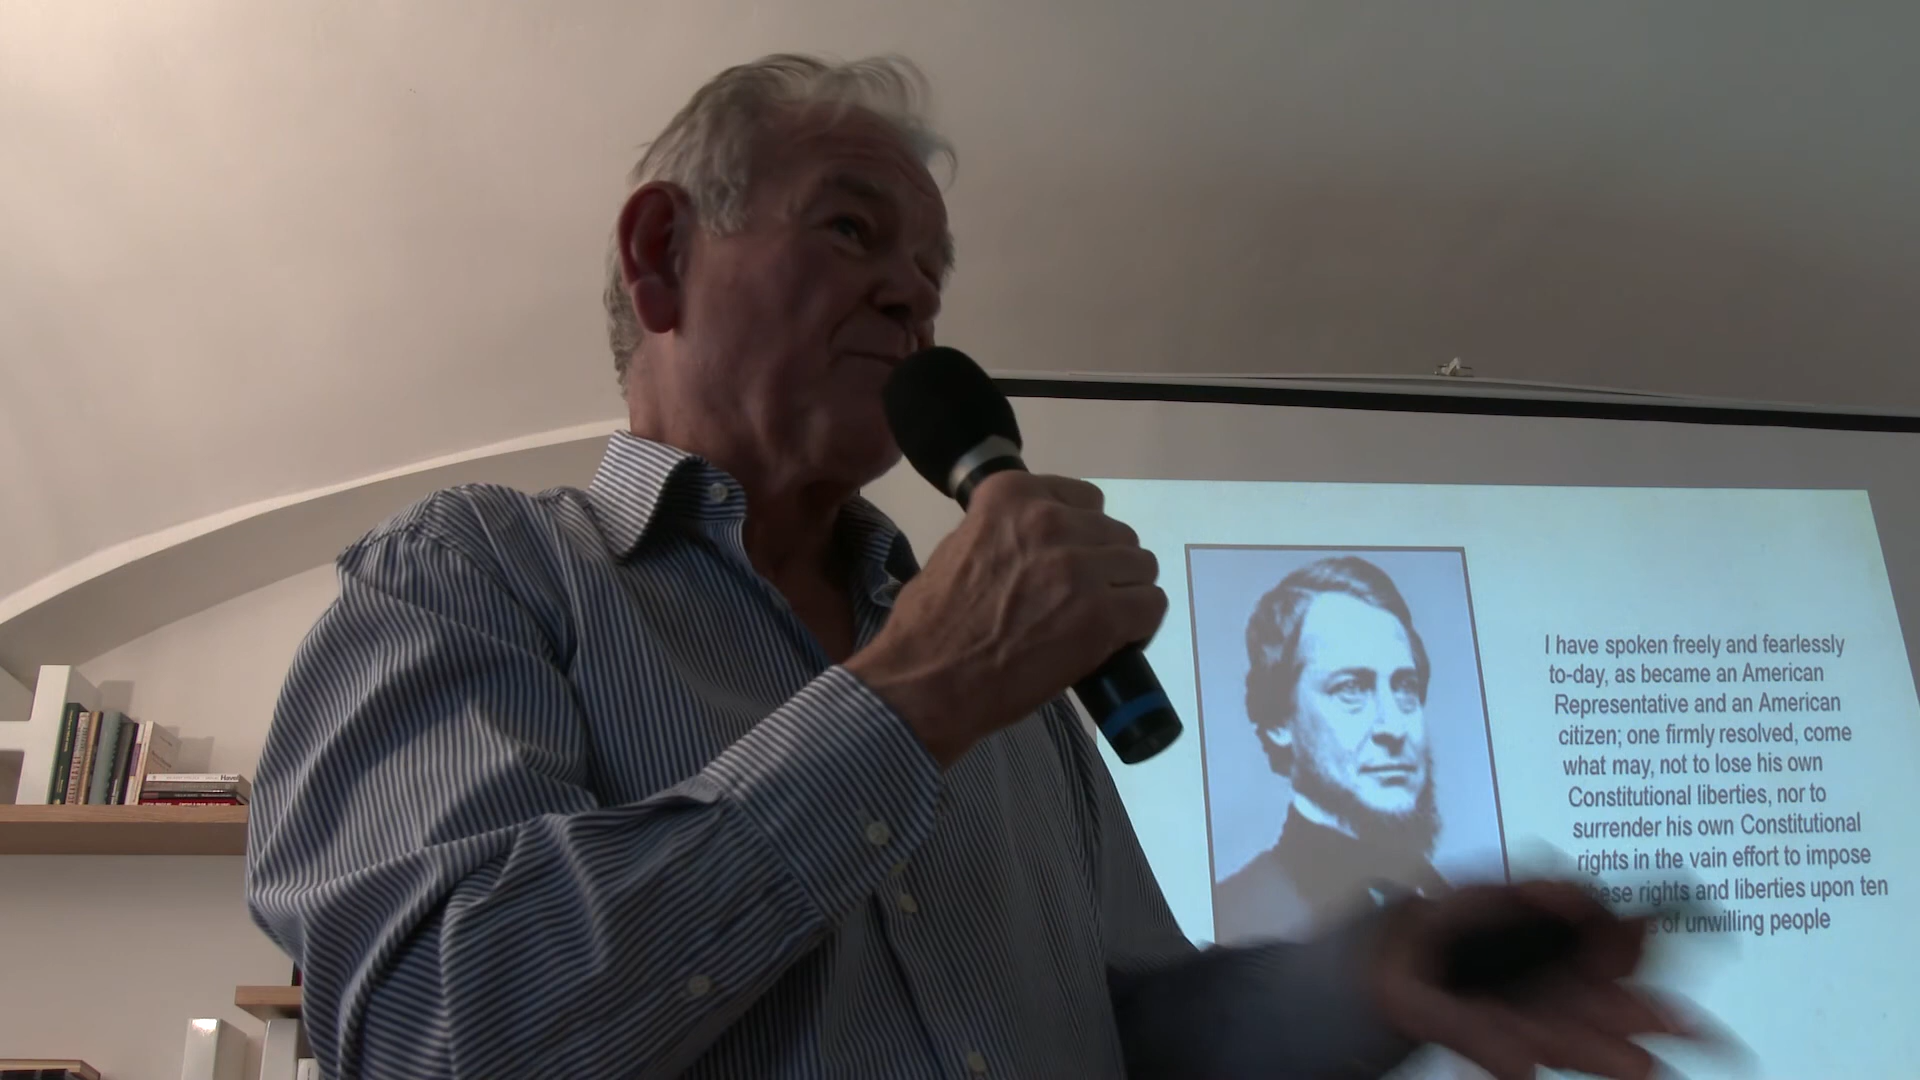 I have spoken freely and fearlessly
to-day, as became an American
Representative and an American
citizen; one firmly resolved, come
what may, not to lose his own
Constitutional liberties, nor to
surrender his own Constitutional
rights in the vain effort to impose
these rights and liberties upon ten
of unwilling people
Havel